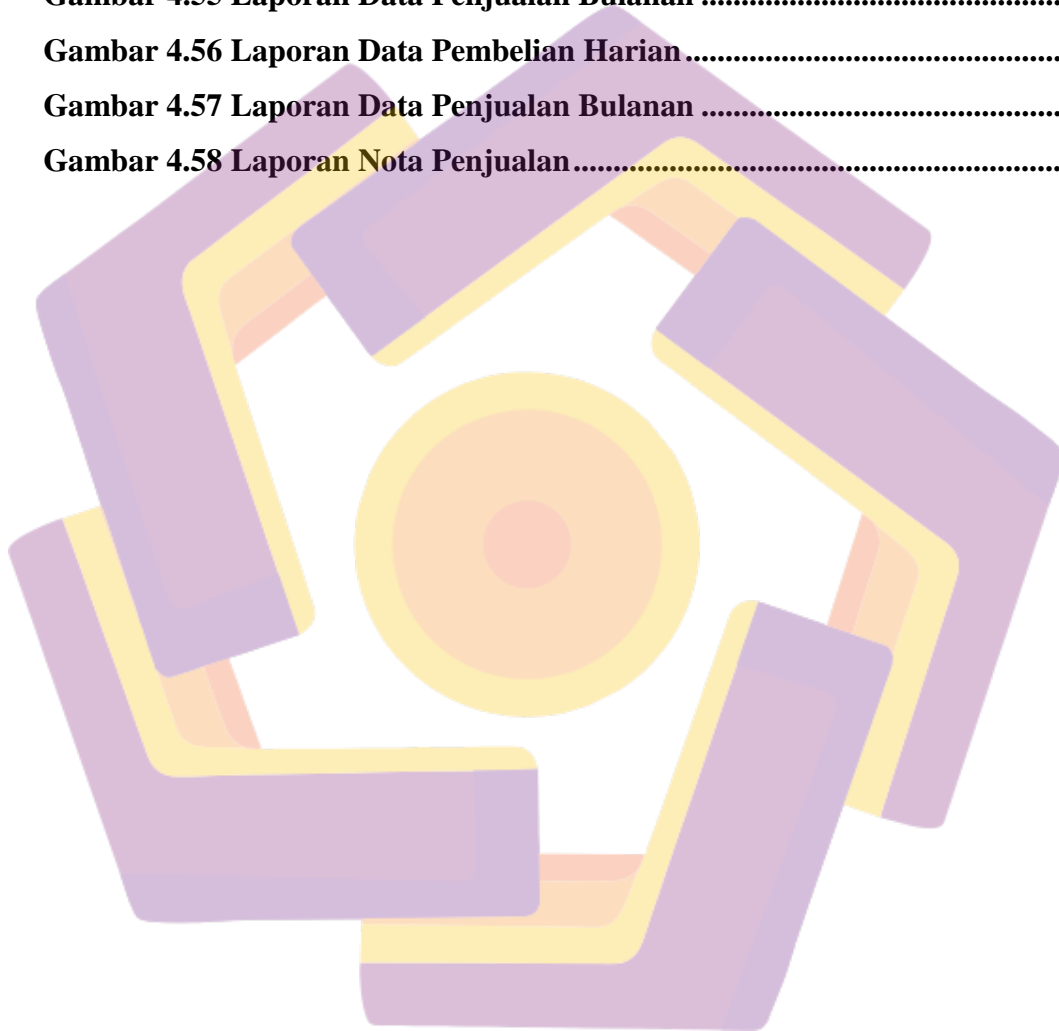 Gambar 4.55 Laporan Data Penjualan Bulanan ............................................
Gambar 4.56 Laporan Data Pembelian Harian ..............................................
Gambar 4.57 Laporan Data Penjualan Bulanan ............................................
Gambar 4.58 Laporan Nota Penjualan ...........................................................